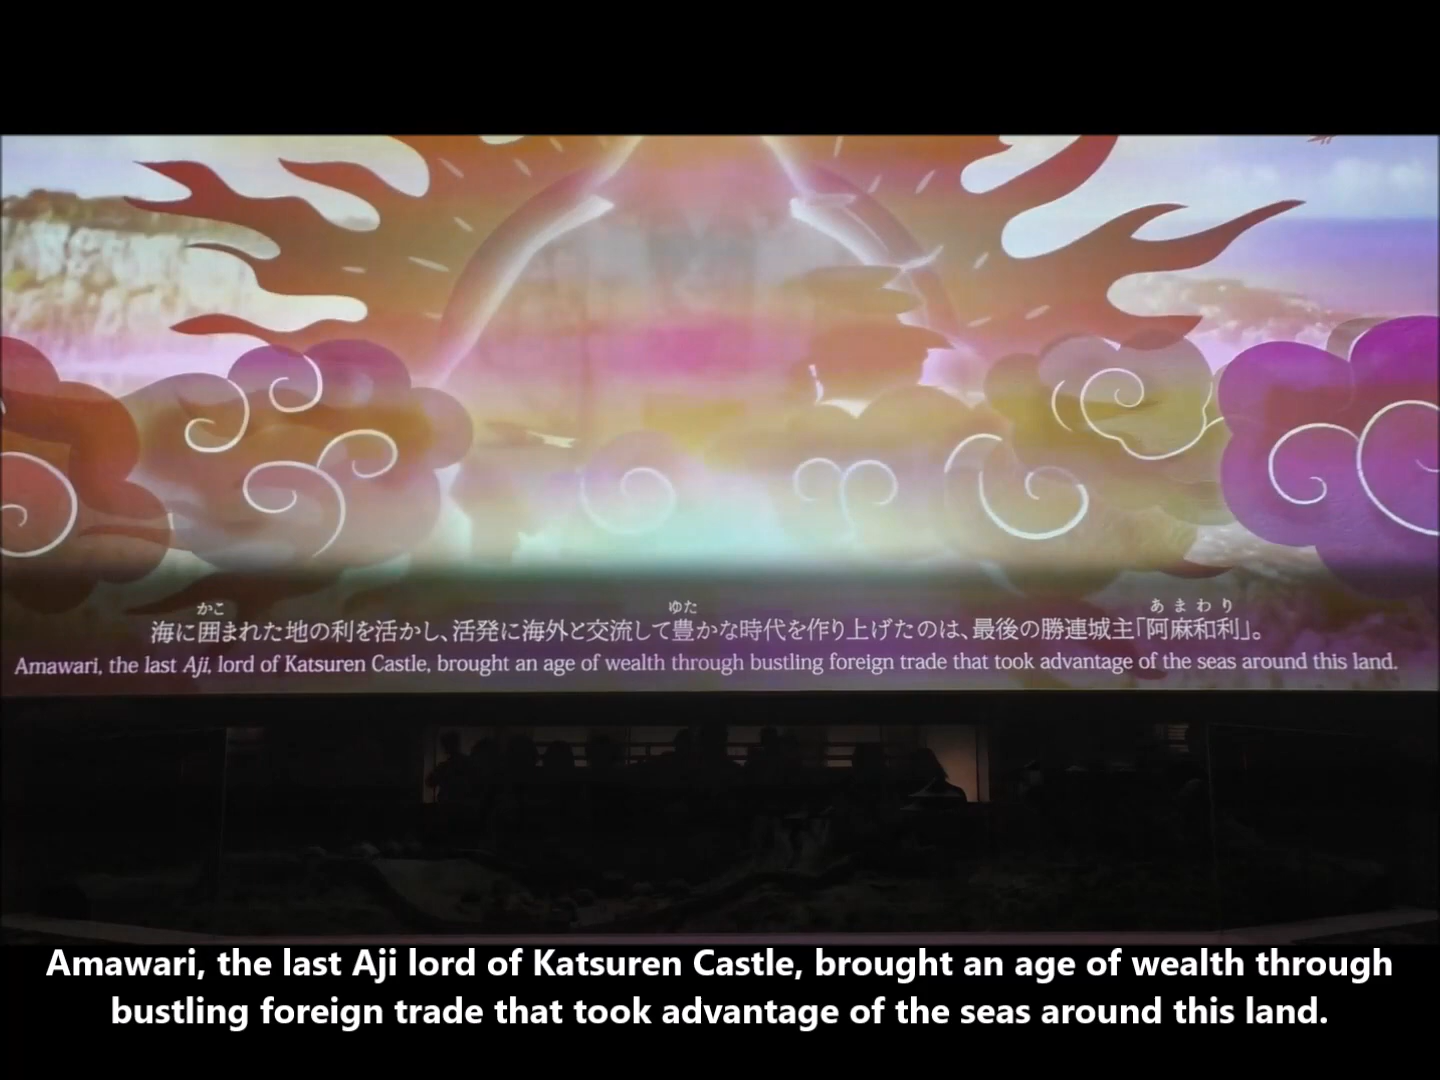 かこ ゆた あまわり
海に囲まれた地の利を活かし、活発に海外と交流して豊かな時代を作り上げたのは、最後の勝連城主「阿麻和利」。
Amawari, the last Aji, lord of Katsuren Castle, brought an age of wealth through bustling foreign trade that took advantage of the seas around this land.
Amawari, the last Aji lord of Katsuren Castle, brought an age of wealth through
bustling foreign trade that took advantage of the seas around this land.